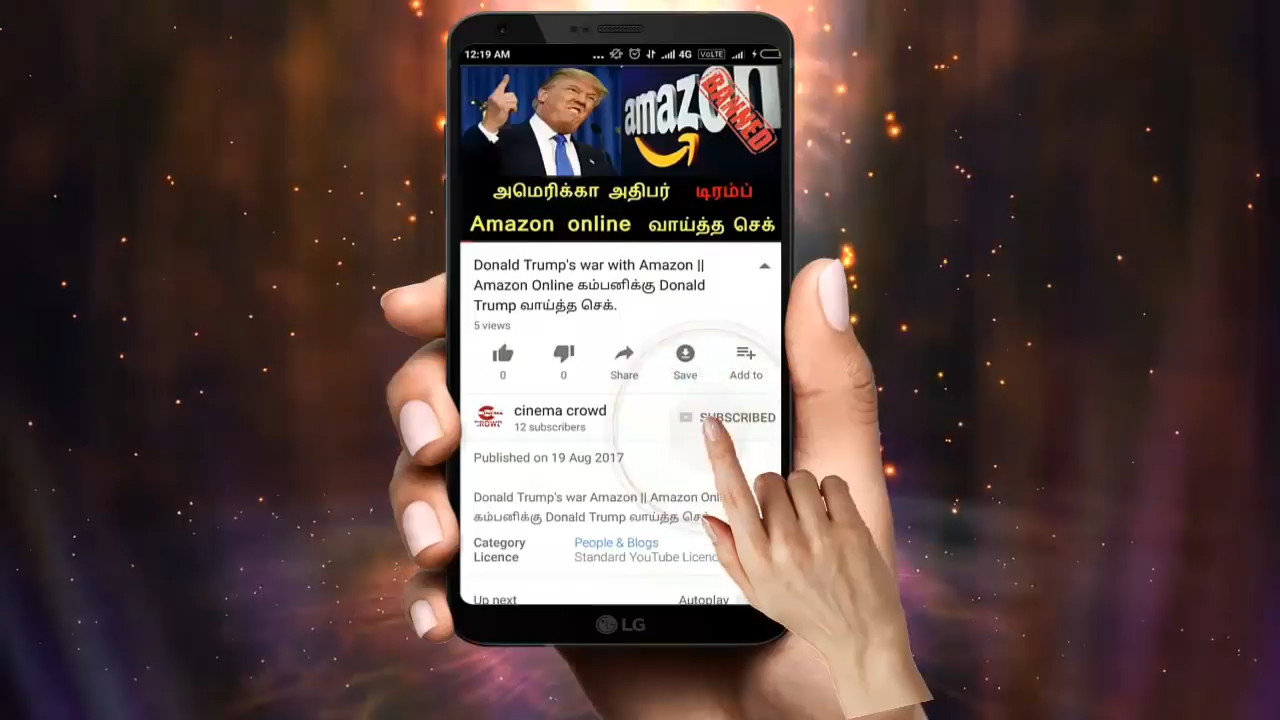 12:19 AM
4G VoLTE
amazon
BANNED
அமெரிக்கா அதிபர் டிரம்ப்
Amazon online வாய்த்த செக்
Donald Trump's war with Amazon ||
Amazon Online கம்பனிக்கு Donald
Trump வாய்த்த செக்.
5 views
0 0 Share Save Add to
CINEMA CROWD
cinema crowd
SUBSCRIBED
12 subscribers
Published on 19 Aug 2017
Donald Trump's war Amazon || Amazon Onl
கம்பனிக்கு Donald Trump வாய்த்த செ
Category People & Blogs
Licence Standard YouTube Licenc
Up next Autoplay
LG